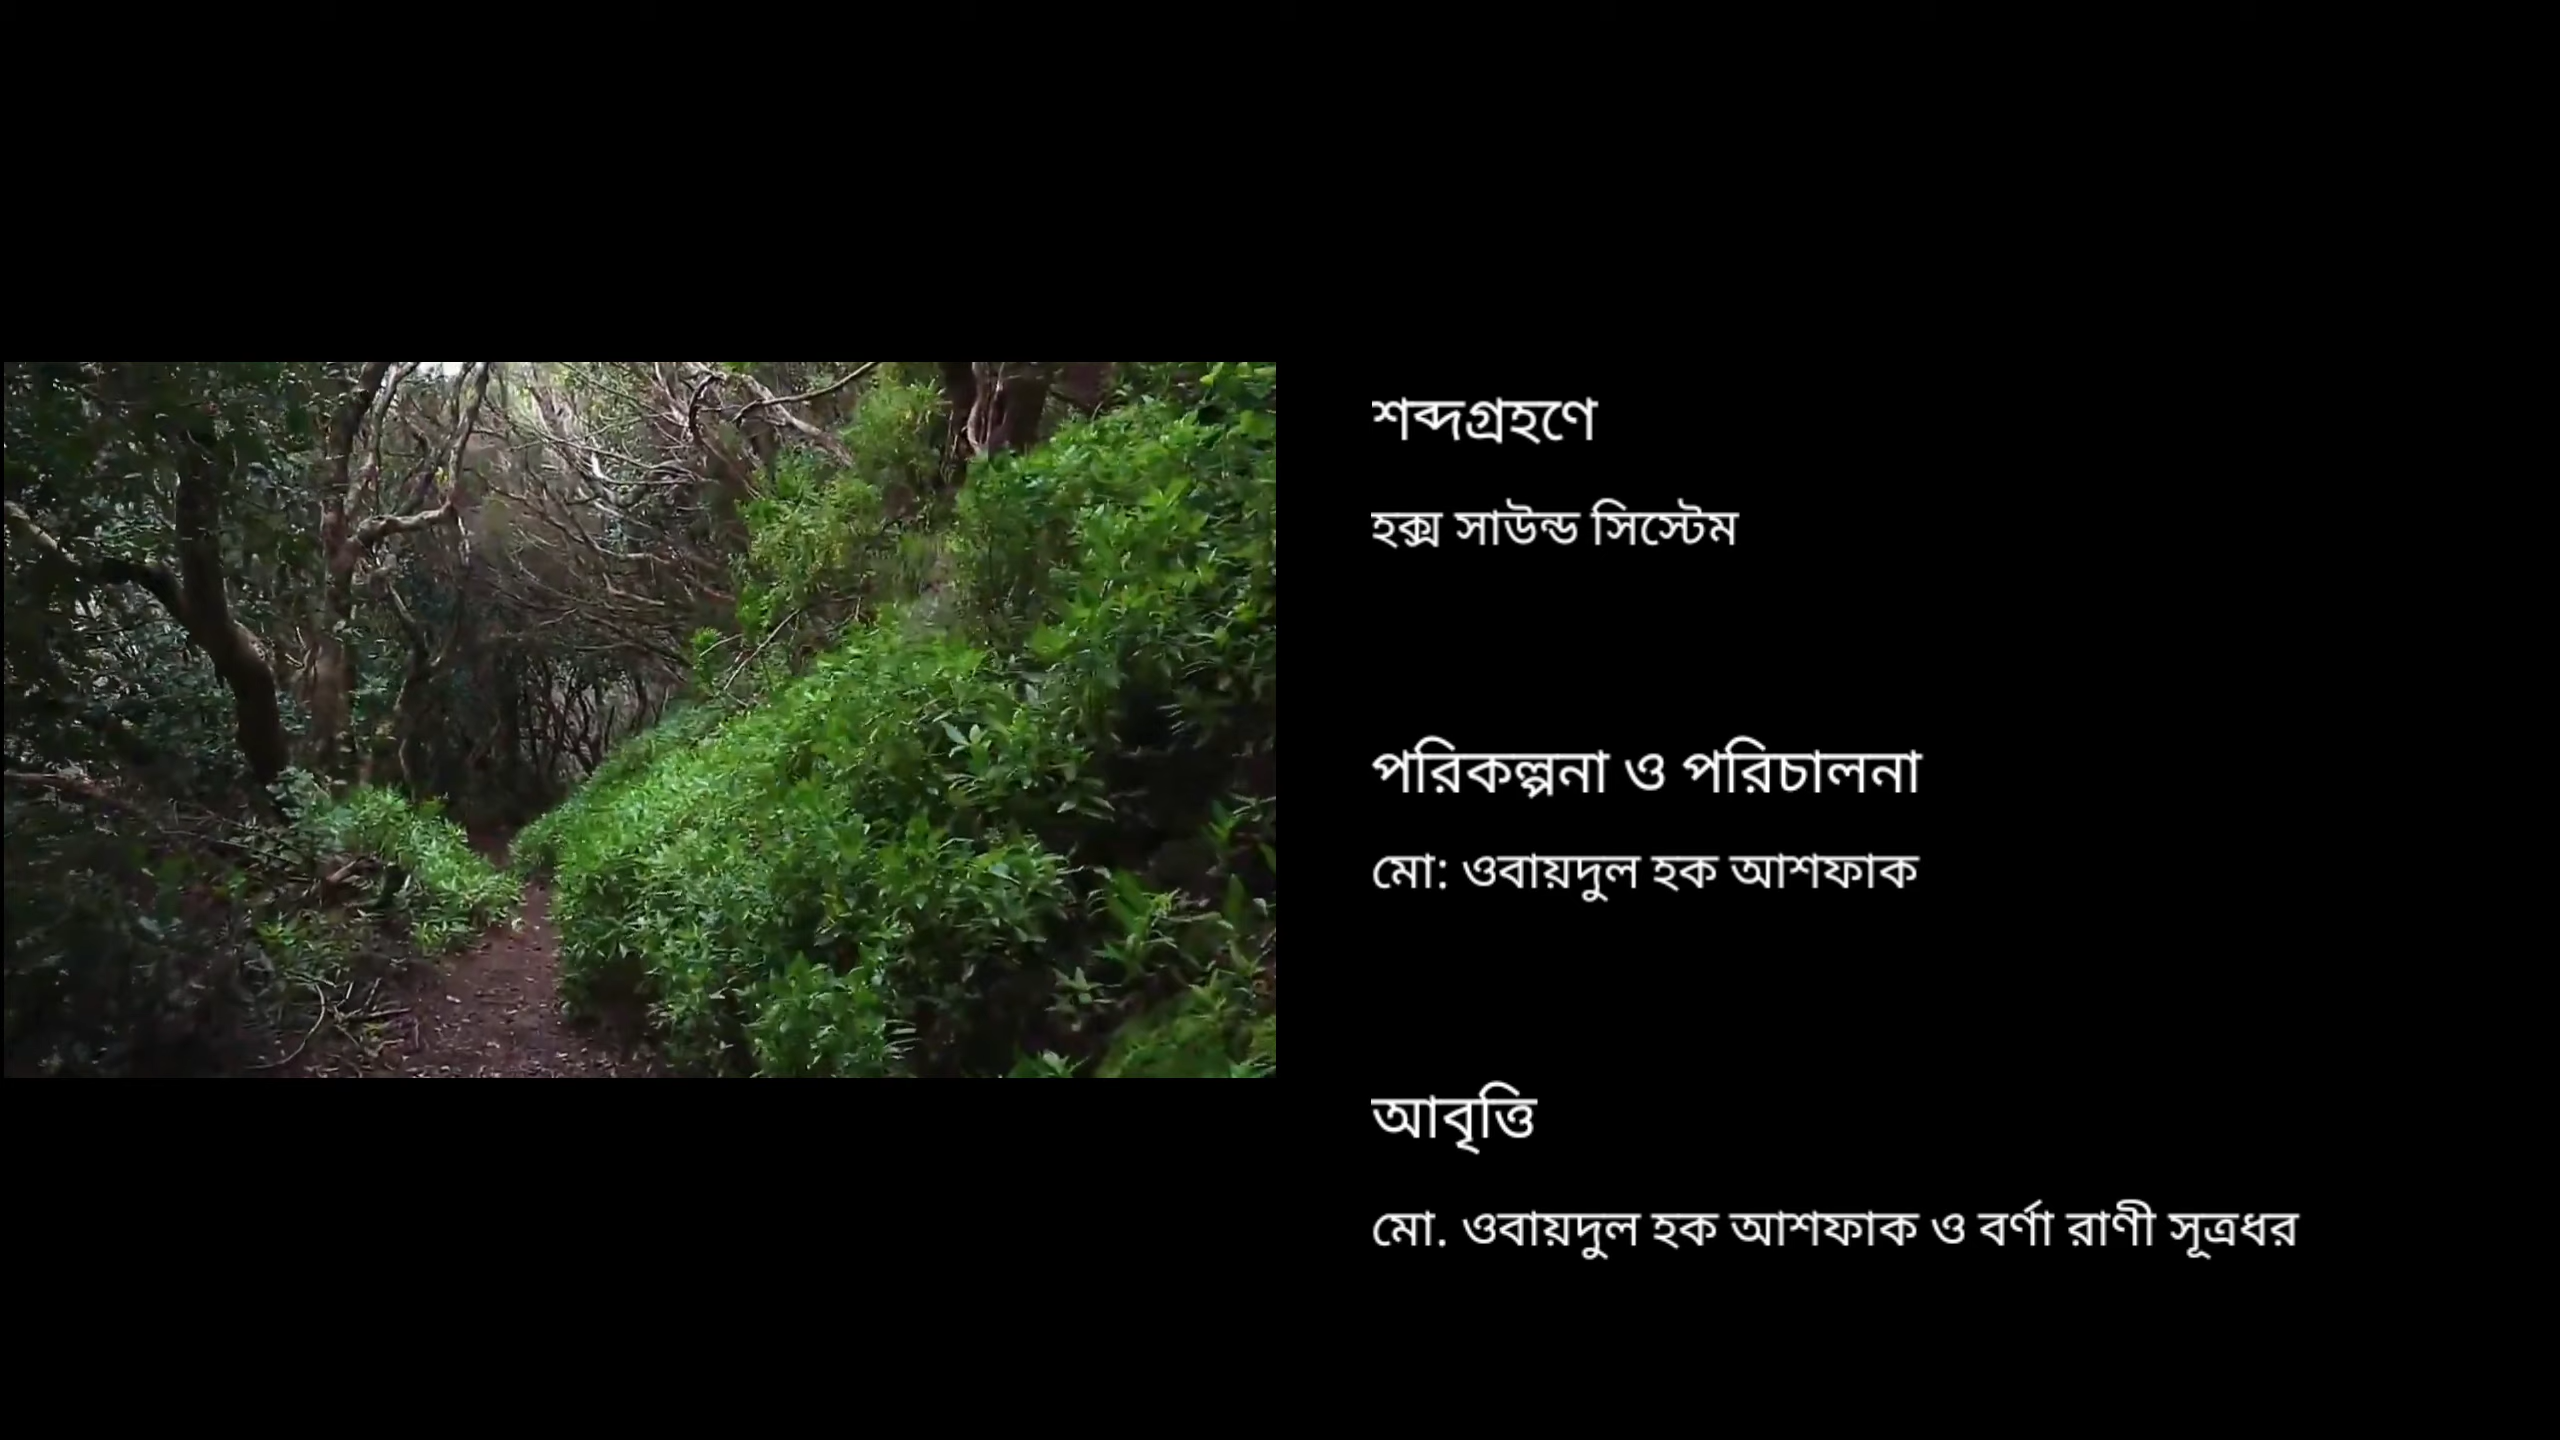 শব্দগ্রহণে
হক্স সাউন্ড সিস্টেম
পরিকল্পনা ও পরিচালনা
মো: ওবায়দুল হক আশফাক
আবৃত্তি
মো. ওবায়দুল হক আশফাক ও বর্ণা রাণী সূত্রধর